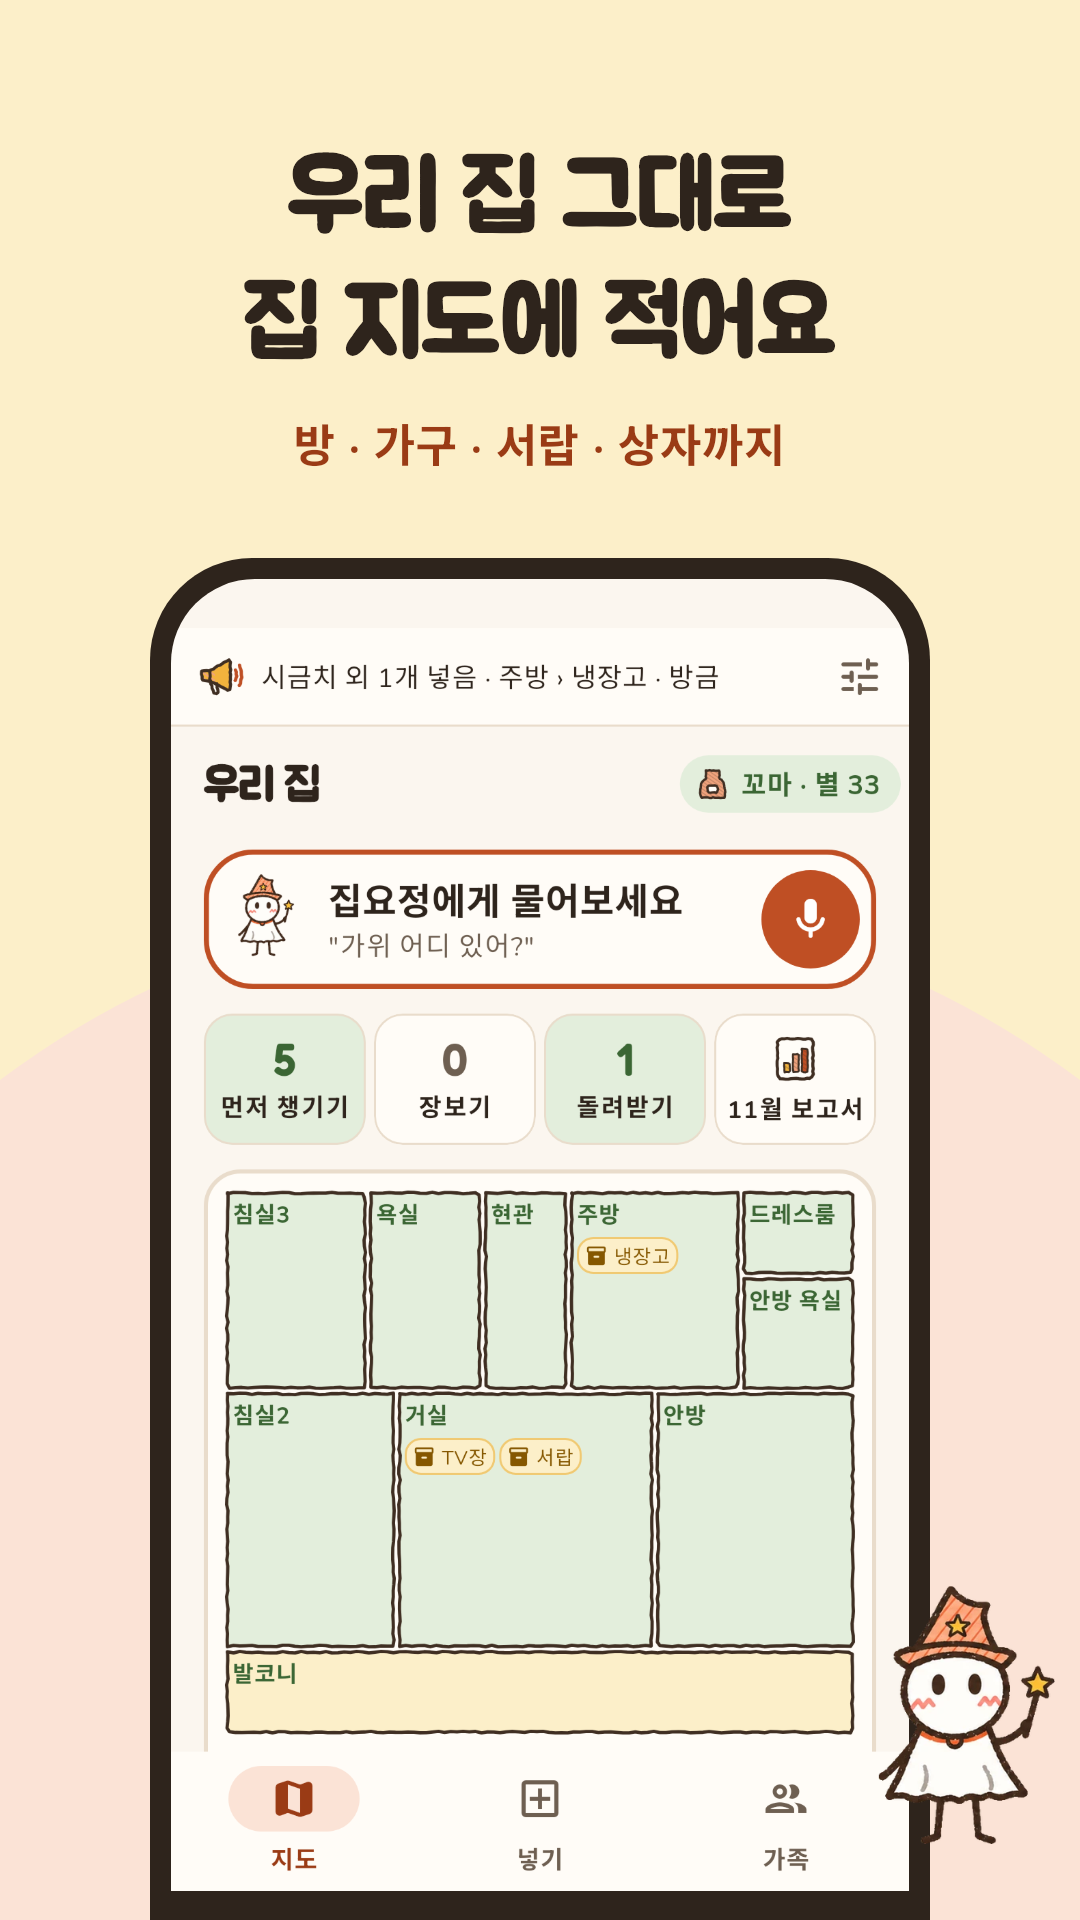 우리 집 그대로
집 지도에 적어요
방 · 가구 · 서랍 · 상자까지
시금치 외 1개 넣음 · 주방 › 냉장고 · 방금
우리 집
꼬마 · 별 33
집요정에게 물어보세요
"가위 어디 있어?"
5
먼저 챙기기
0
장보기
1
돌려받기
11월 보고서
침실3
욕실
현관
주방
냉장고
드레스룸
안방 욕실
침실2
거실
TV장
서랍
안방
발코니
지도
넣기
가족